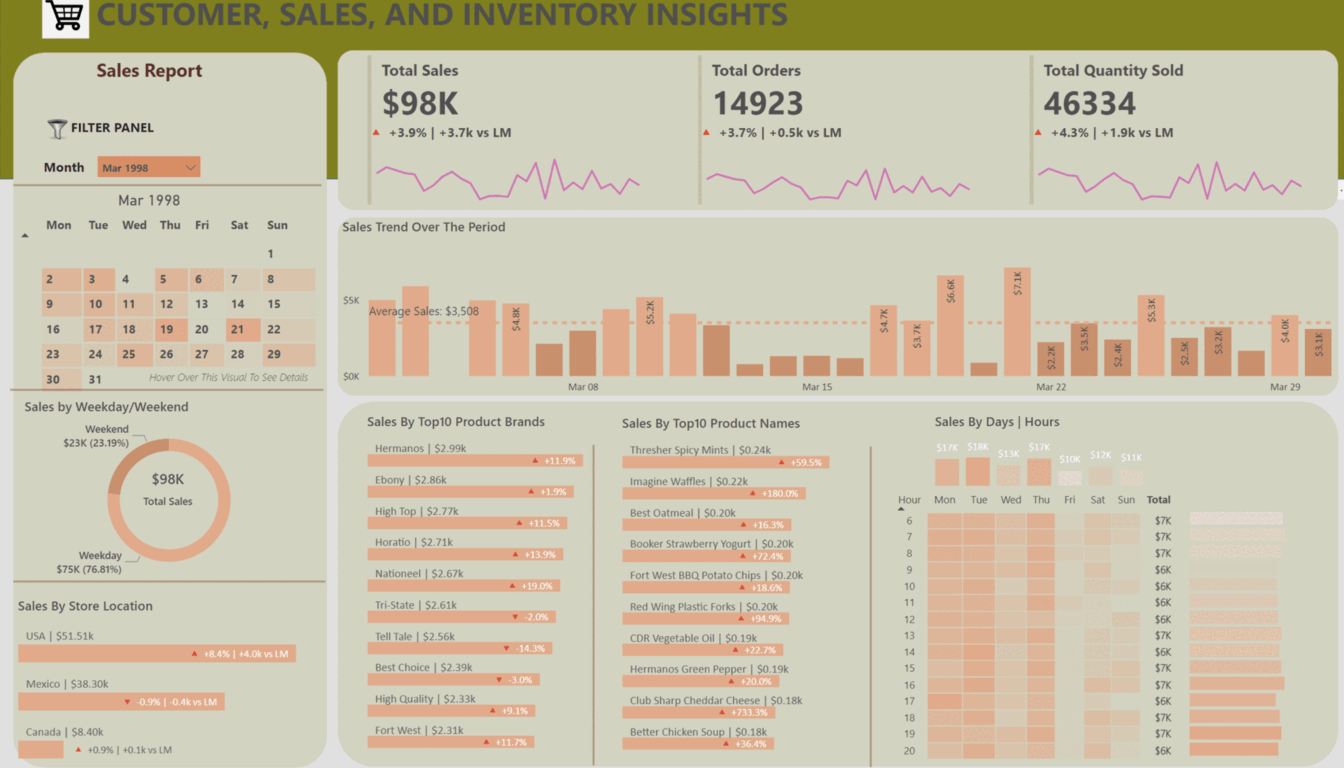 CUSTOMER, SALES, AND INVENTORY INSIGHTS
Sales Report
FILTER PANEL
Month Mar 1998
Mar 1998
Mon Tue Wed Thu Fri Sat Sun
1
2 3 4 5 6 7 8
9 10 11 12 13 14 15
16 17 18 19 20 21 22
23 24 25 26 27 28 29
30 31 Hover Over This Visual To See Details
Sales by Weekday/Weekend
Weekend
$23K (23.19%)
$98K
Total Sales
Weekday
$75K (76.81%)
Sales By Store Location
USA | $51.51k
+8.4% | +4.0k vs LM
Mexico | $38.30k
-0.9% | -0.4k vs LM
Canada | $8.40k
+0.9% | +0.1k vs LM
Total Sales
$98K
+3.9% | +3.7k vs LM
Total Orders
14923
+3.7% | +0.5k vs LM
Total Quantity Sold
46334
+4.3% | +1.9k vs LM
Sales Trend Over The Period
$5K
Average Sales: $3,508
$0K
$4.8K $5.2K $4.7K $3.7K $6.6K $7.1K $2.2K $3.5K $2.4K $5.3K $2.5K $3.2K $4.0K $3.1K
Mar 08 Mar 15 Mar 22 Mar 29
Sales By Top10 Product Brands
Hermanos | $2.99k
+11.9%
Ebony | $2.86k
+1.9%
High Top | $2.77k
+11.5%
Horatio | $2.71k
+13.9%
Nationeel | $2.67k
+19.0%
Tri-State | $2.61k
-2.0%
Tell Tale | $2.56k
-14.3%
Best Choice | $2.39k
-3.0%
High Quality | $2.33k
+9.1%
Fort West | $2.31k
+11.7%
Sales By Top10 Product Names
Thresher Spicy Mints | $0.24k
+59.5%
Imagine Waffles | $0.22k
+180.0%
Best Oatmeal | $0.20k
+16.3%
Booker Strawberry Yogurt | $0.20k
+72.4%
Fort West BBQ Potato Chips | $0.20k
+18.6%
Red Wing Plastic Forks | $0.20k
+94.9%
CDR Vegetable Oil | $0.19k
+22.7%
Hermanos Green Pepper | $0.19k
+20.0%
Club Sharp Cheddar Cheese | $0.18k
+733.3%
Better Chicken Soup | $0.18k
+36.4%
Sales By Days | Hours
$17K $18K $13K $17K $10K $12K $11K
Hour Mon Tue Wed Thu Fri Sat Sun Total
6 $7K
7 $7K
8 $7K
9 $6K
10 $6K
11 $6K
12 $6K
13 $7K
14 $6K
15 $7K
16 $7K
17 $6K
18 $7K
19 $7K
20 $6K